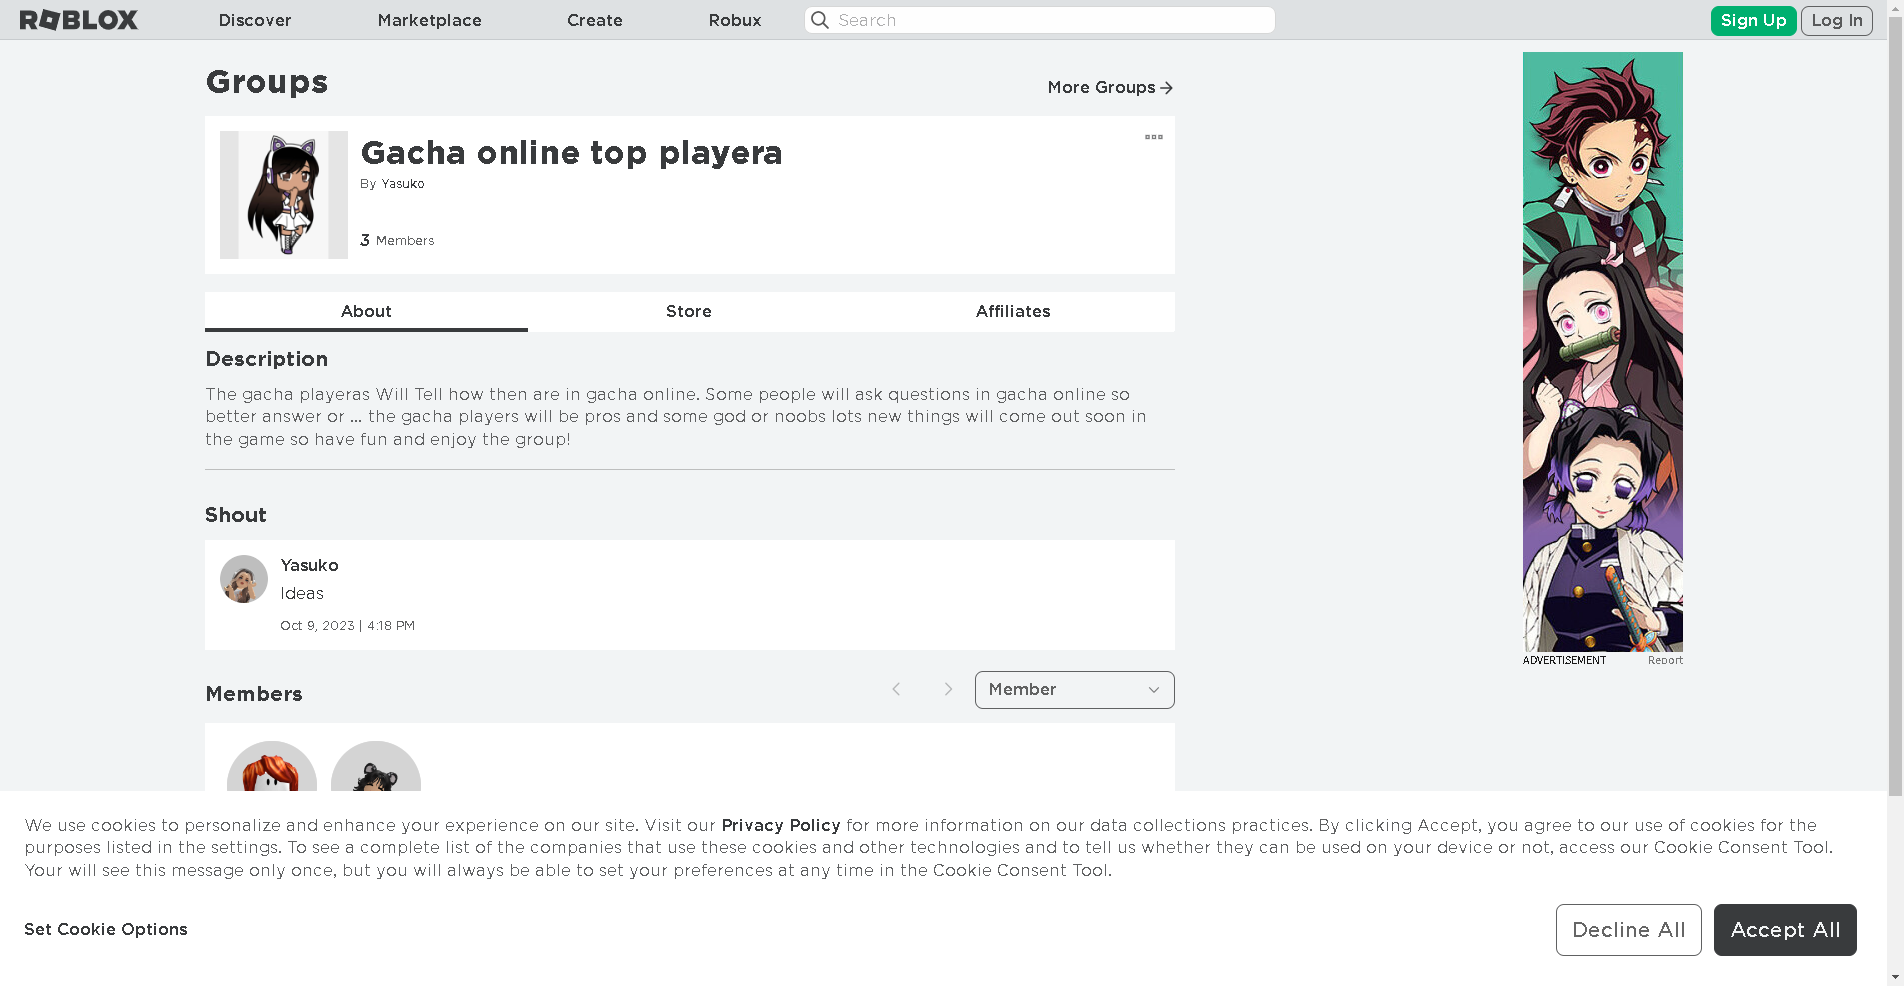 ROBLOX
Discover
Marketplace
Create
Robux
Search
Sign Up
Log In
Groups
More Groups
Gacha online top playera
By Yasuko
3 Members
About
Store
Affiliates
Description
The gacha playeras Will Tell how then are in gacha online. Some people will ask questions in gacha online so
better answer or ... the gacha players will be pros and some god or noobs lots new things will come out soon in
the game so have fun and enjoy the group!
Shout
Yasuko
Ideas
Oct 9, 2023 | 4:18 PM
ADVERTISEMENT
Report
Members
Member
We use cookies to personalize and enhance your experience on our site. Visit our Privacy Policy for more information on our data collections practices. By clicking Accept, you agree to our use of cookies for the
purposes listed in the settings. To see a complete list of the companies that use these cookies and other technologies and to tell us whether they can be used on your device or not, access our Cookie Consent Tool.
Your will see this message only once, but you will always be able to set your preferences at any time in the Cookie Consent Tool.
Set Cookie Options
Decline All
Accept All